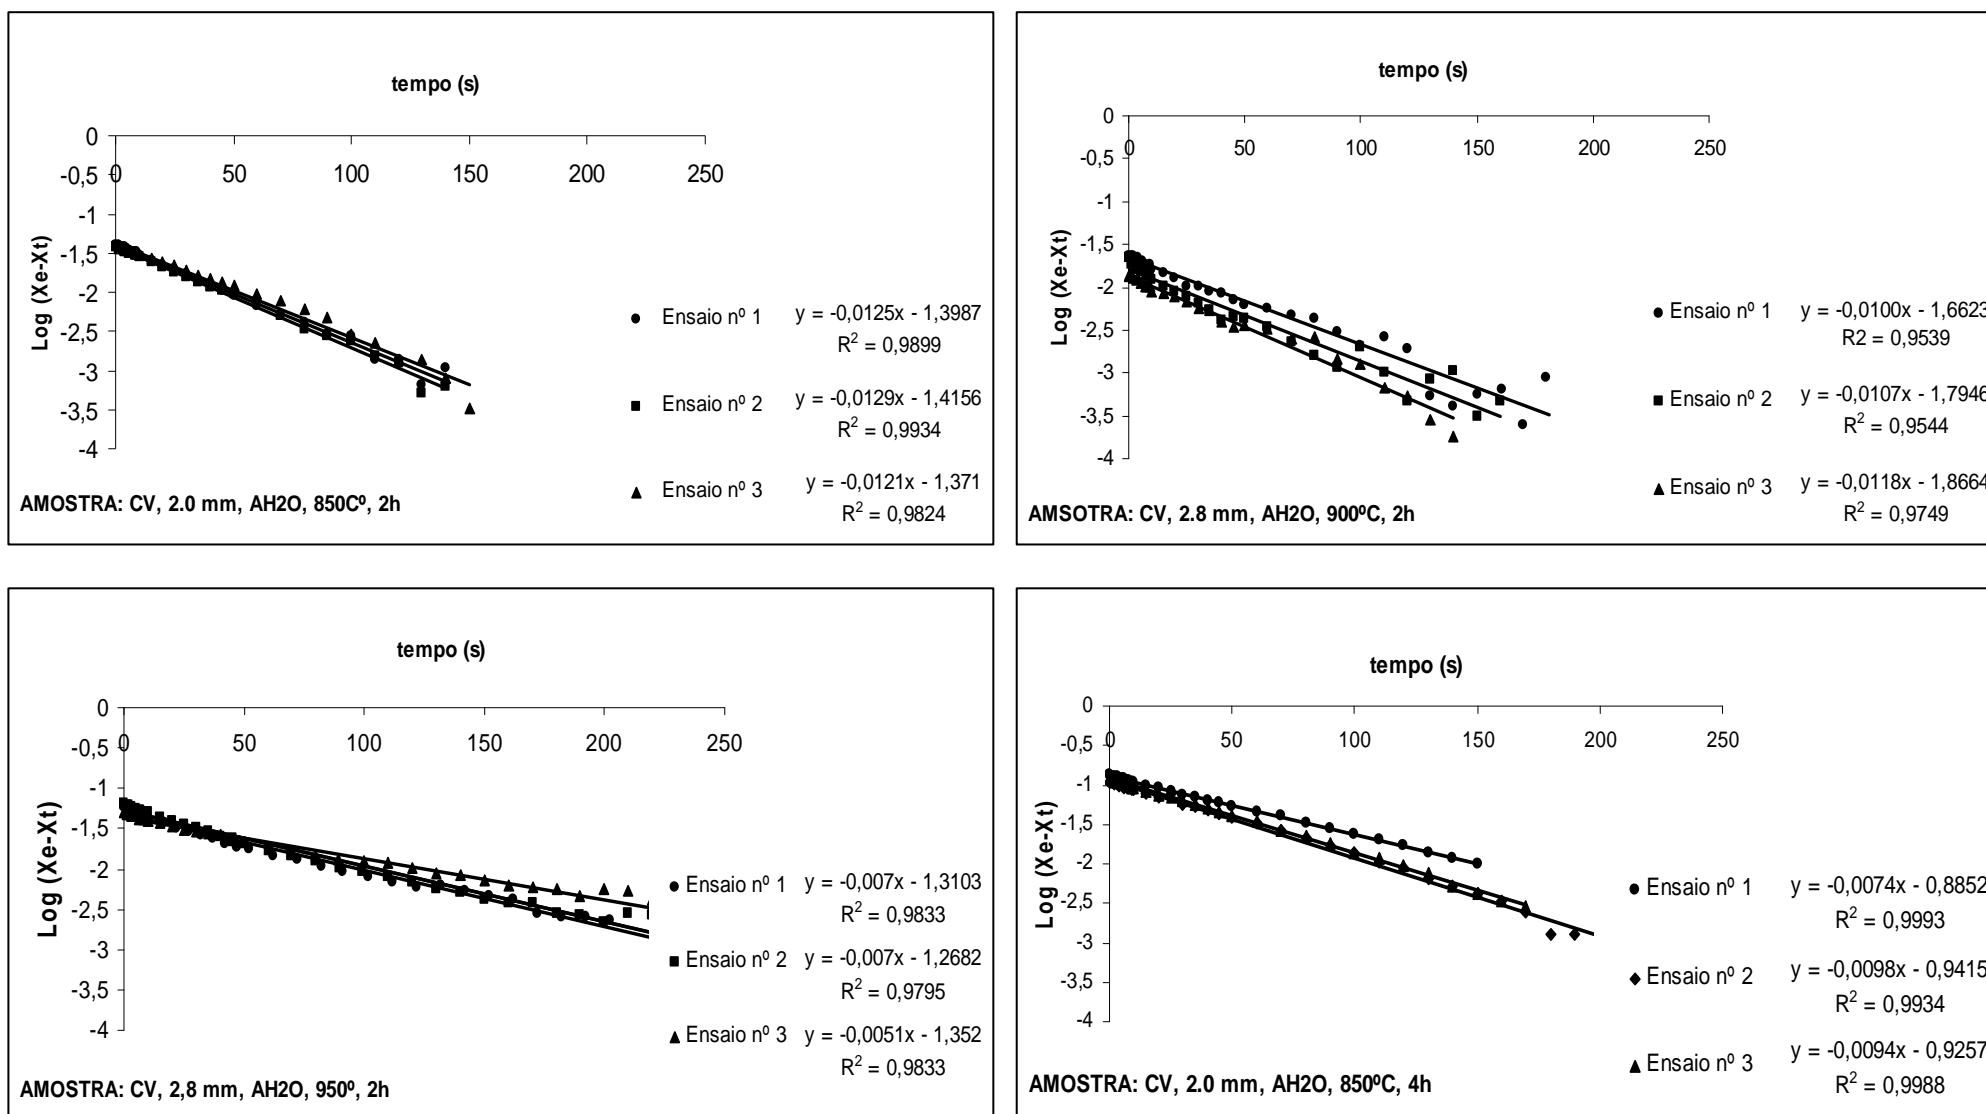 tempo (s)
0
0 50 100 150 200 250
-0,5
-1
-1,5
-2
-2,5
-3
-3,5
-4
Log (Xe-Xt)
Ensaio nº 1 y = -0,0125x - 1,3987
R² = 0,9899
Ensaio nº 2 y = -0,0129x - 1,4156
R² = 0,9934
Ensaio nº 3 y = -0,0121x - 1,371
R² = 0,9824
AMOSTRA: CV, 2.0 mm, AH2O, 850Cº, 2h
tempo (s)
0
0 50 100 150 200 250
-0,5
-1
-1,5
-2
-2,5
-3
-3,5
-4
Log (Xe-Xt)
Ensaio nº 1 y = -0,0100x - 1,6623
R2 = 0,9539
Ensaio nº 2 y = -0,0107x - 1,7946
R² = 0,9544
Ensaio nº 3 y = -0,0118x - 1,8664
R² = 0,9749
AMSOTRA: CV, 2.8 mm, AH2O, 900ºC, 2h
tempo (s)
0
0 50 100 150 200 250
-0,5
-1
-1,5
-2
-2,5
-3
-3,5
-4
Log (Xe-Xt)
Ensaio nº 1 y = -0,007x - 1,3103
R² = 0,9833
Ensaio nº 2 y = -0,007x - 1,2682
R² = 0,9795
Ensaio nº 3 y = -0,0051x - 1,352
R² = 0,9833
AMOSTRA: CV, 2,8 mm, AH2O, 950º, 2h
tempo (s)
0
0 50 100 150 200 250
-0,5
-1
-1,5
-2
-2,5
-3
-3,5
-4
Log (Xe-Xt)
Ensaio nº 1 y = -0,0074x - 0,8852
R² = 0,9993
Ensaio nº 2 y = -0,0098x - 0,9415
R² = 0,9934
Ensaio nº 3 y = -0,0094x - 0,9257
R² = 0,9988
AMOSTRA: CV, 2.0 mm, AH2O, 850ºC, 4h